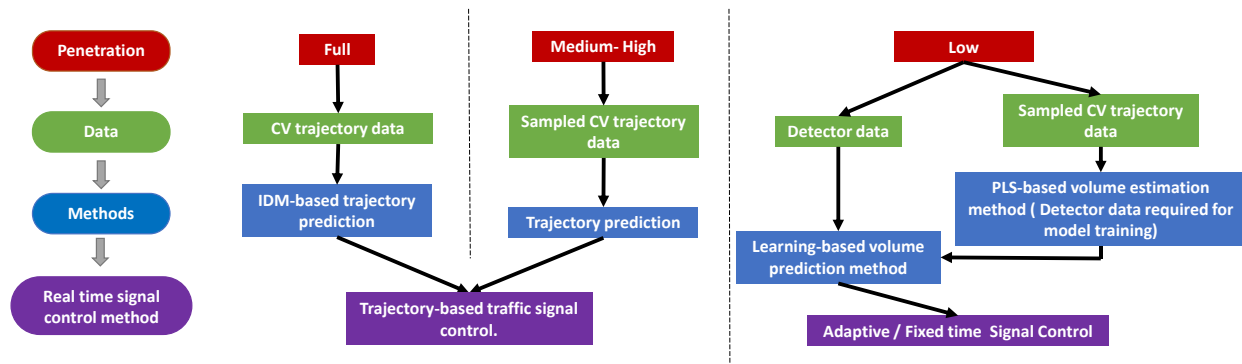 Penetration
Data
Methods
Real time signal
control method
Full
CV trajectory data
IDM-based trajectory
prediction
Medium- High
Sampled CV trajectory
data
Trajectory prediction
Trajectory-based traffic signal
control.
Low
Detector data
Sampled CV trajectory
data
PLS-based volume estimation
method ( Detector data required for
model training)
Learning-based volume
prediction method
Adaptive / Fixed time  Signal Control